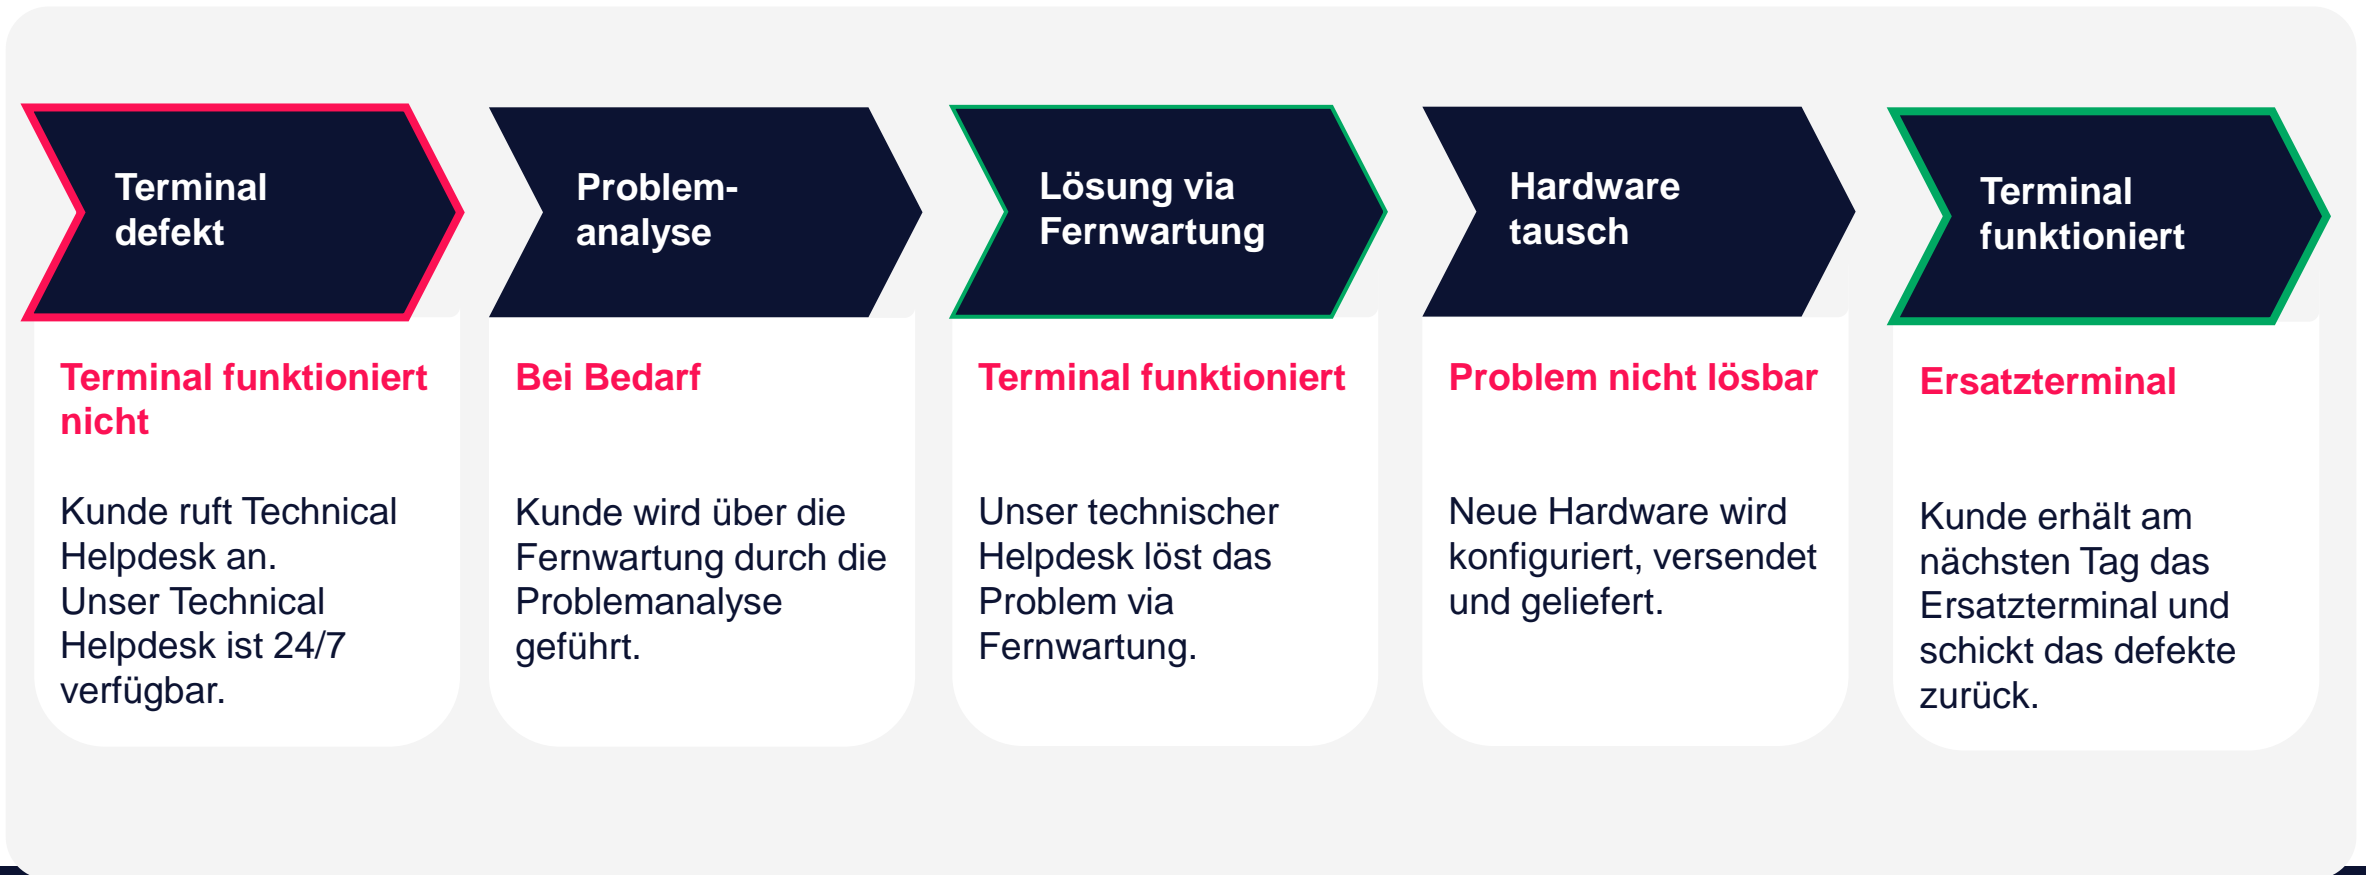 Terminal
defekt
Terminal funktioniert
nicht
Kunde ruft Technical
Helpdesk an.
Unser Technical
Helpdesk ist 24/7
verfügbar.
Problem-
analyse
Bei Bedarf
Kunde wird über die
Fernwartung durch die
Problemanalyse
geführt.
Lösung via
Fernwartung
Terminal funktioniert
Unser technischer
Helpdesk löst das
Problem via
Fernwartung.
Hardware
tausch
Problem nicht lösbar
Neue Hardware wird
konfiguriert, versendet
und geliefert.
Terminal
funktioniert
Ersatzterminal
Kunde erhält am
nächsten Tag das
Ersatzterminal und
schickt das defekte
zurück.